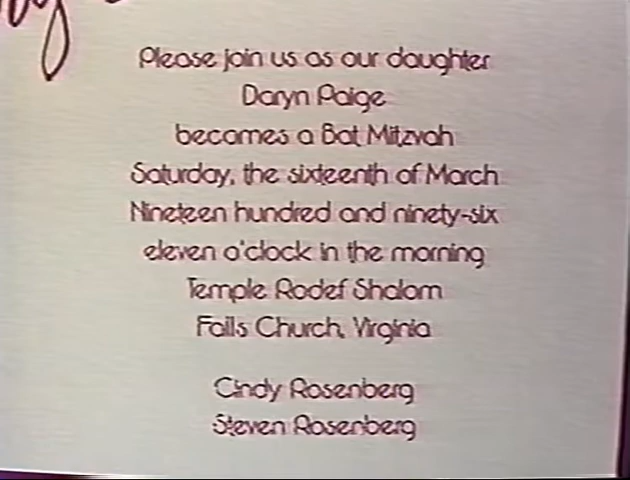 Please join us as our daughter
Daryn Paige
becomes a Bat Mitzvah
Saturday, the sixteenth of March
Nineteen hundred and ninety-six
eleven o'clock in the morning
Temple Rodef Shalom
Falls Church, Virginia
Cindy Rosenberg
Steven Rosenberg